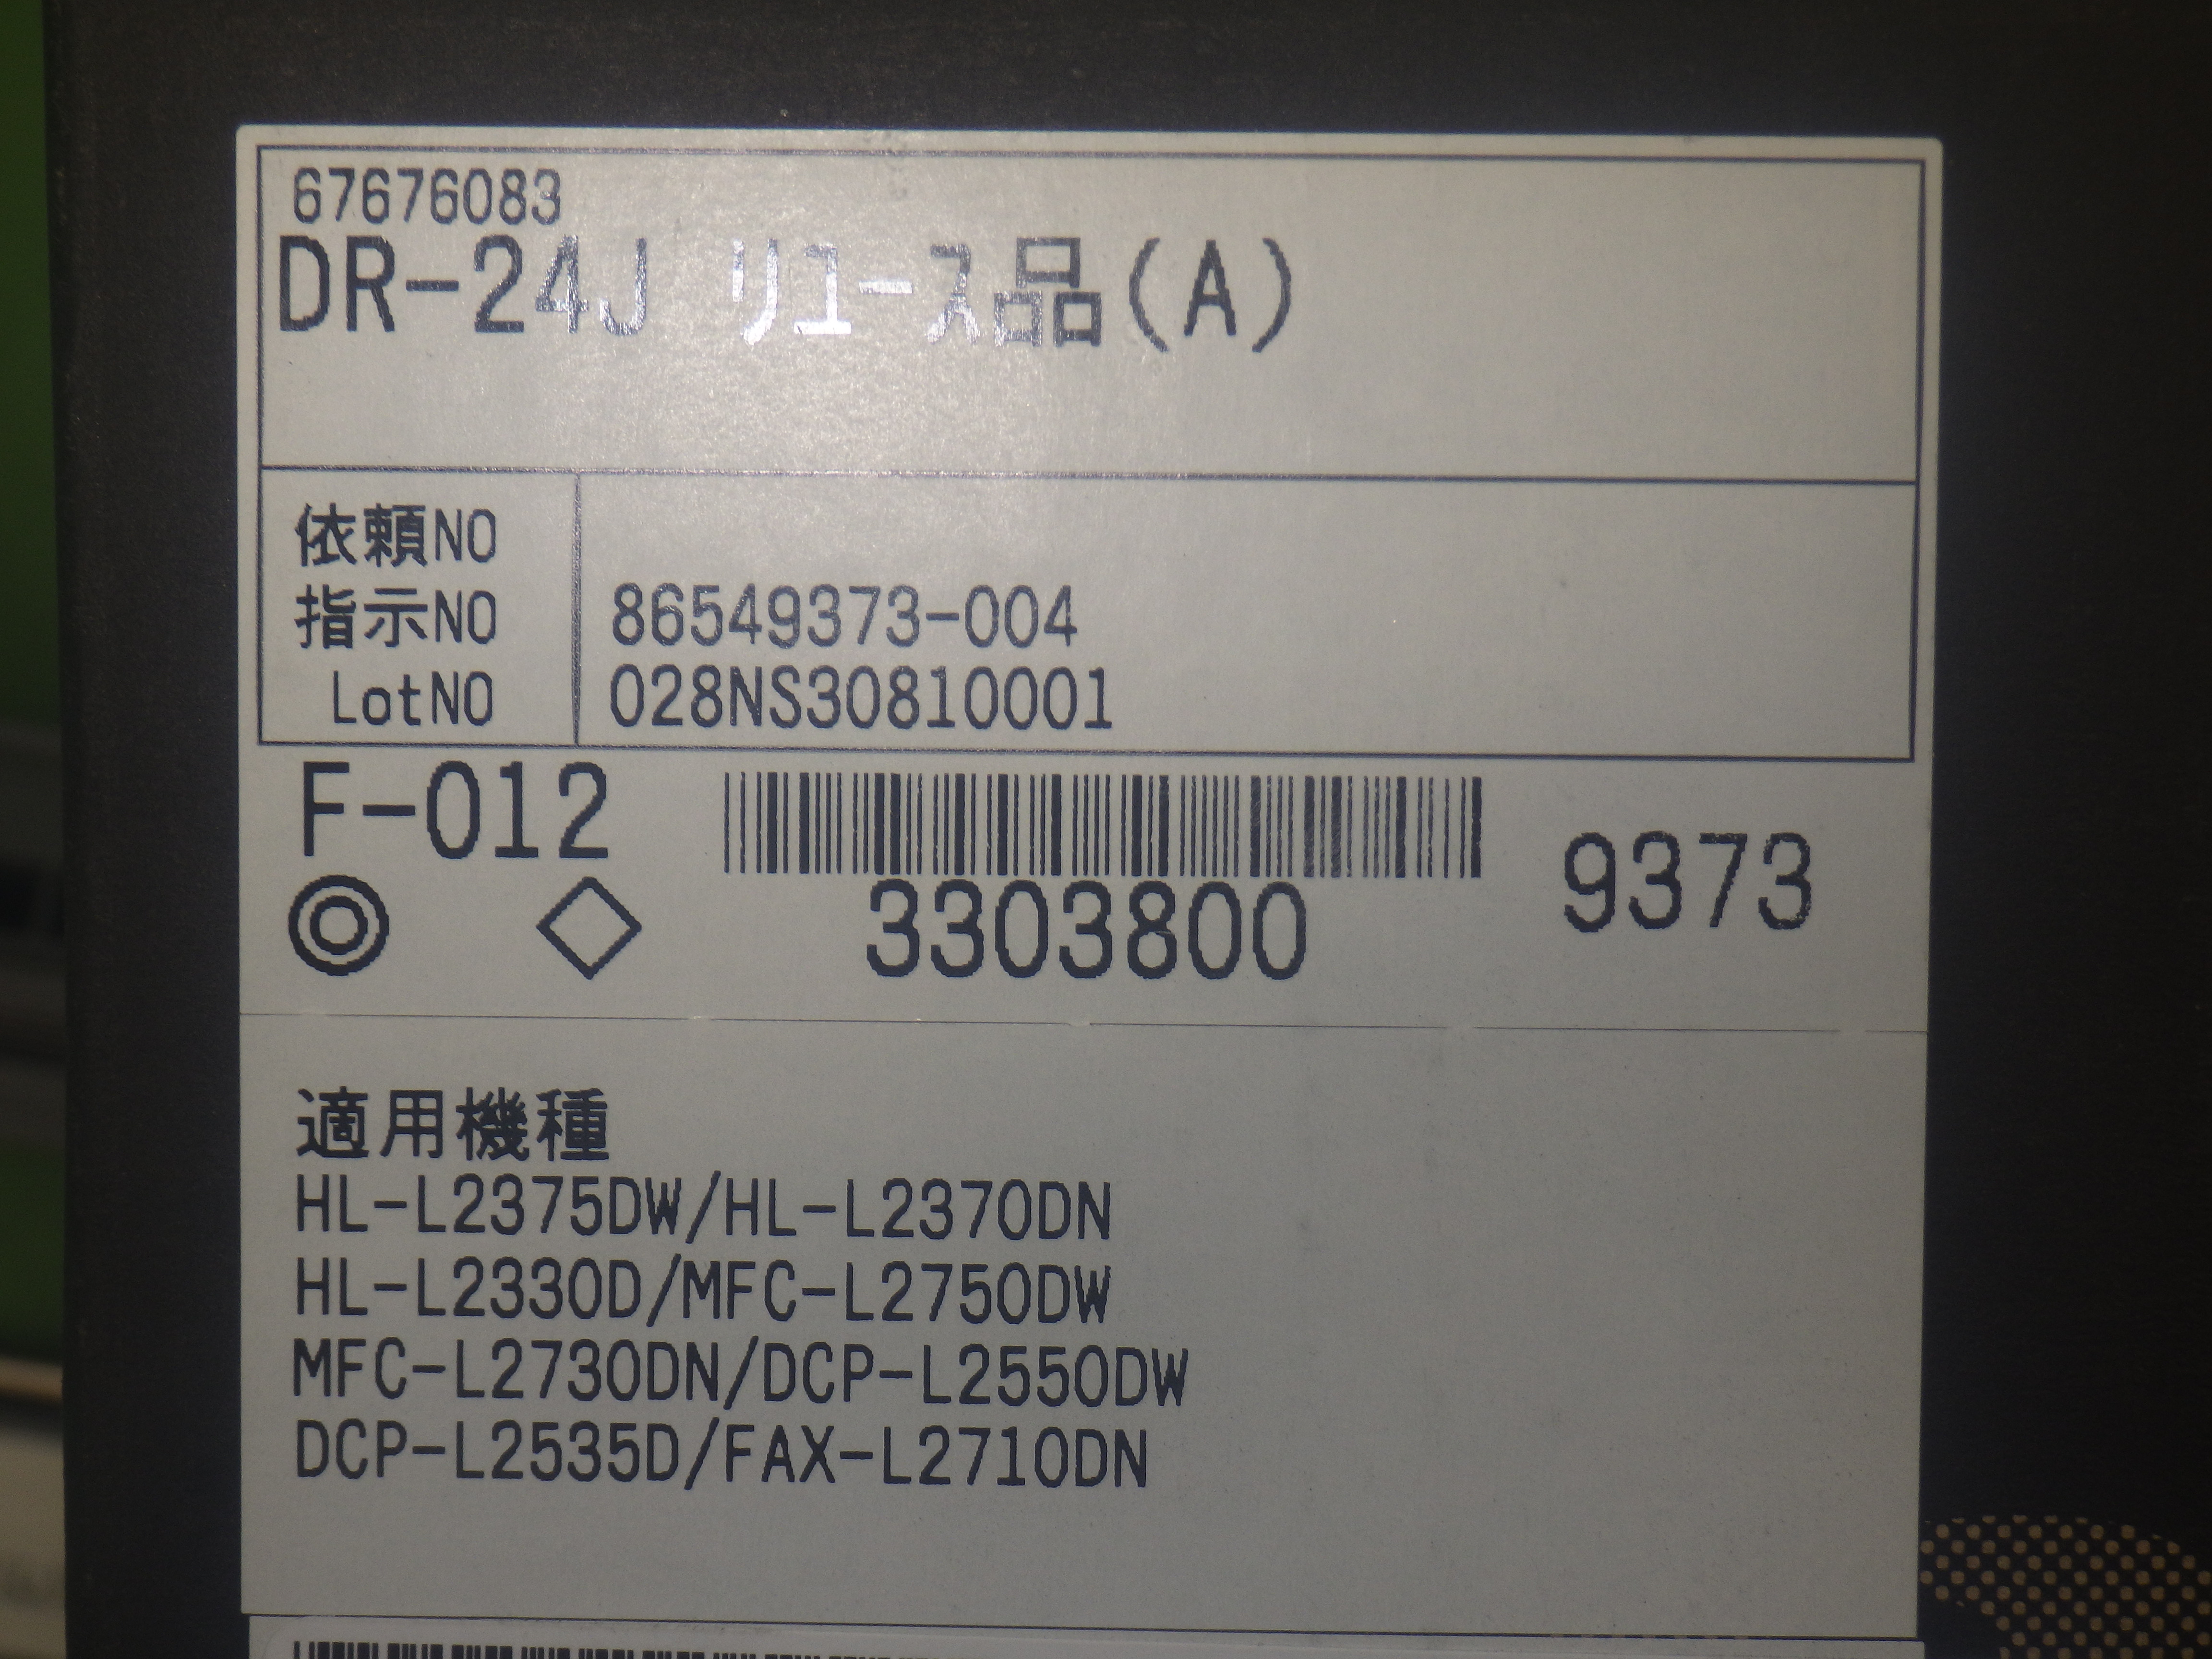 67676083
DR-24J リユース品(A)
依頼NO
指示NO 86549373-004
LotNO 028NS30810001
F-012
9373
◎ ◇ 3303800
適用機種
HL-L2375DW/HL-L2370DN
HL-L2330D/MFC-L2750DW
MFC-L2730DN/DCP-L2550DW
DCP-L2535D/FAX-L2710DN